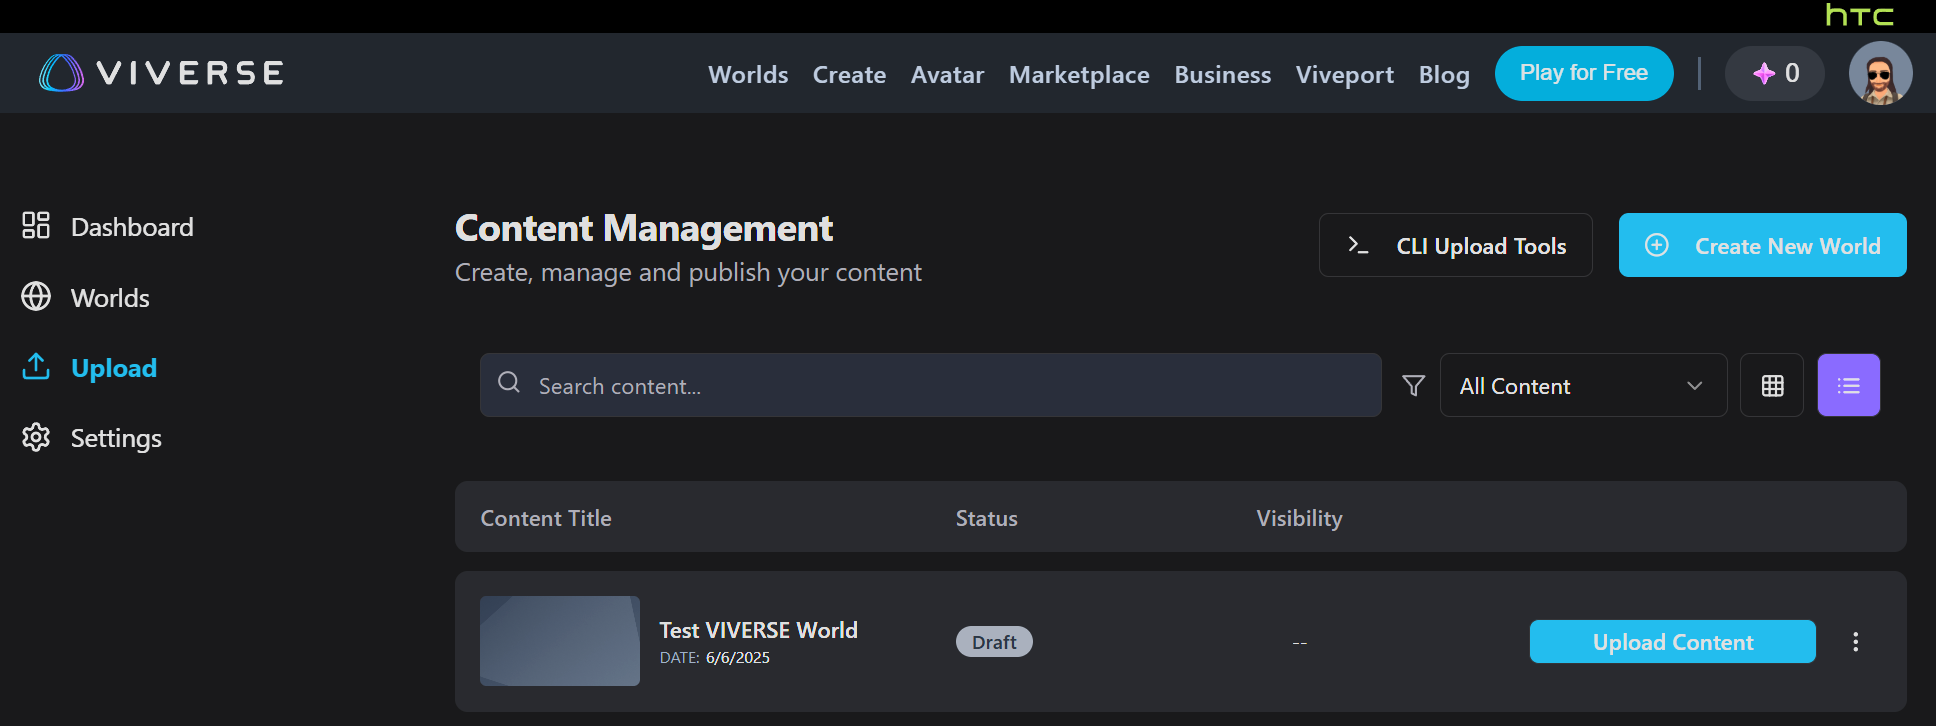 hTC
VIVERSE
Worlds Create Avatar Marketplace Business Viveport Blog Play for Free 0
Dashboard
Worlds
Upload
Settings
Content Management
Create, manage and publish your content
CLI Upload Tools
Create New World
Search content...
All Content
Content Title Status Visibility
Test VIVERSE World
DATE: 6/6/2025
Draft
--
Upload Content